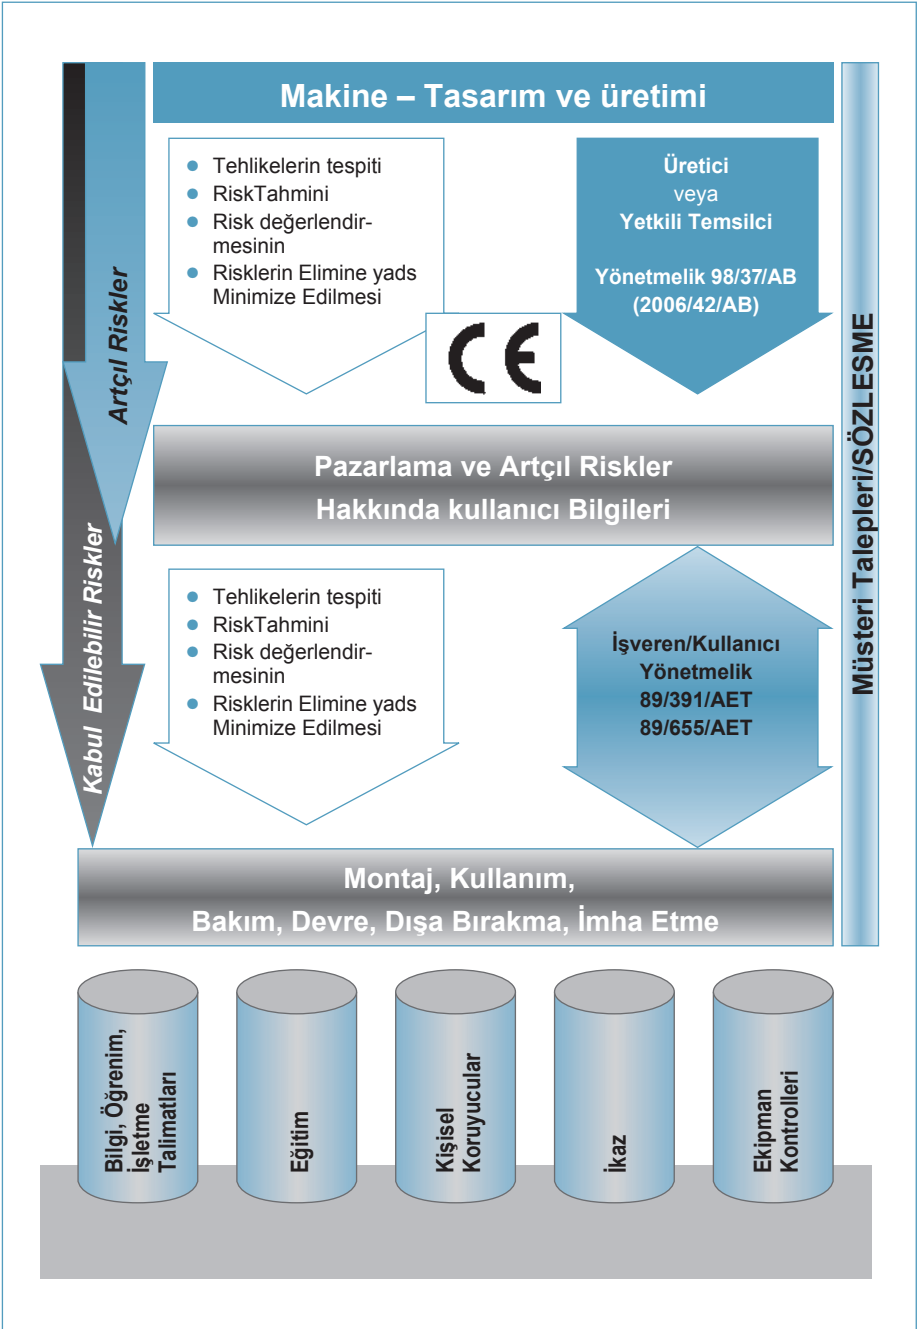 Makine – Tasarım ve üretimi
Tehlikelerin tespiti
RiskTahmini
Risk değerlendir-
mesinin
Risklerin Elimine yads
Minimize Edilmesi
Üretici
veya
Yetkili Temsilci
Yönetmelik 98/37/AB
(2006/42/AB)
CE
Artçıl Riskler
Kabul Edilebilir Riskler
Müsteri Talepleri/SÖZLESME
Pazarlama ve Artçıl Riskler
Hakkında kullanıcı Bilgileri
Tehlikelerin tespiti
RiskTahmini
Risk değerlendir-
mesinin
Risklerin Elimine yads
Minimize Edilmesi
İşveren/Kullanıcı
Yönetmelik
89/391/AET
89/655/AET
Montaj, Kullanım,
Bakım, Devre, Dışa Bırakma, İmha Etme
Bilgi, Öğrenim,
İşletme
Talimatları
Eğitim
Kişisel
Koruyucular
İkaz
Ekipman
Kontrolleri